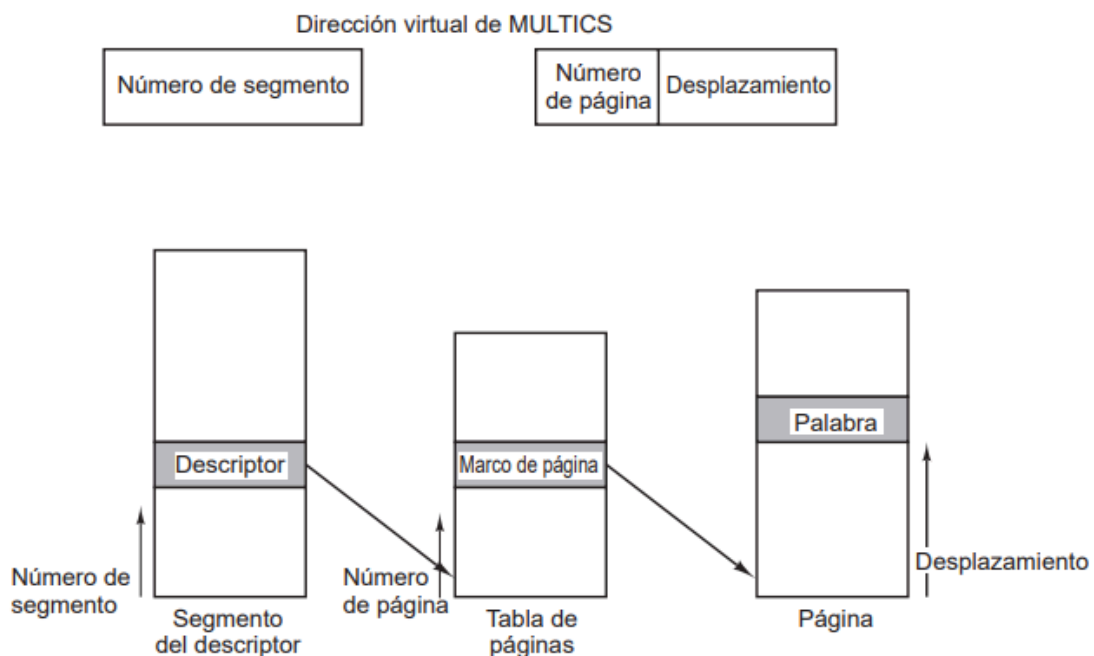 Dirección virtual de MULTICS
Número de segmento
Número
de página
Desplazamiento
Descriptor
Marco de página
Palabra
Número de
segmento
Número
de página
Desplazamiento
Segmento
del descriptor
Tabla de
páginas
Página